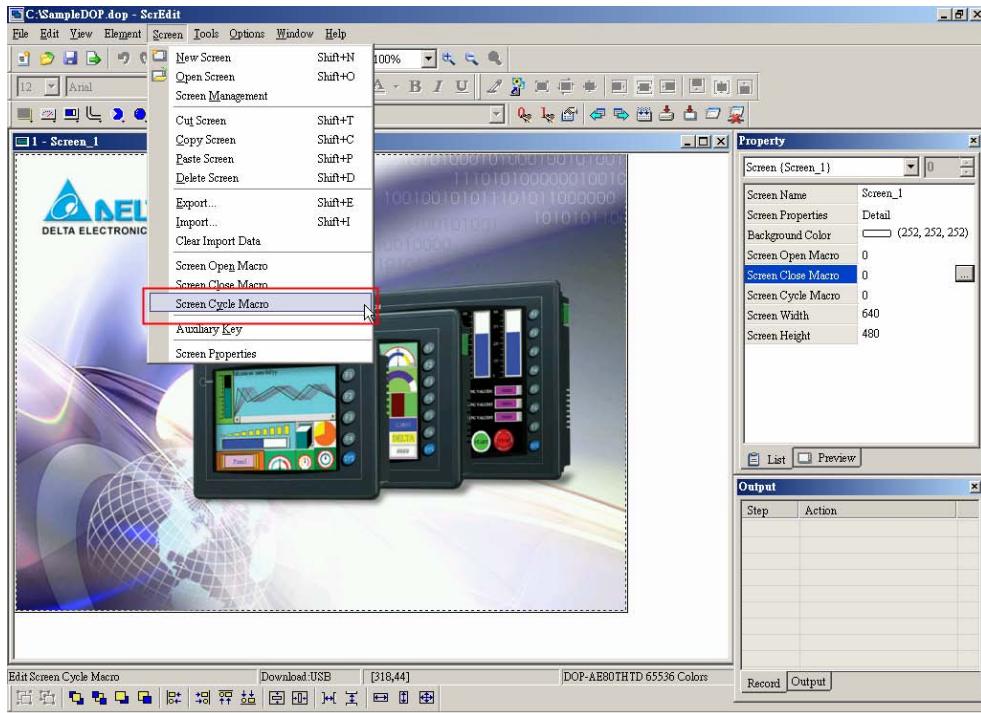 C:\SampleDOP.dop - ScrEdit
File Edit View Element Screen Tools Options Window Help
100%
12 Arial
B I U
New Screen Shift+N
Open Screen Shift+O
Screen Management
Cut Screen Shift+T
Copy Screen Shift+C
Paste Screen Shift+P
Delete Screen Shift+D
Export... Shift+E
Import... Shift+I
Clear Import Data
Screen Open Macro
Screen Close Macro
Screen Cycle Macro
Auxiliary Key
Screen Properties
1 - Screen_1
DELTA ELECTRONIC
Property
Screen {Screen_1} 0
Screen Name Screen_1
Screen Properties Detail
Background Color (252, 252, 252)
Screen Open Macro 0
Screen Close Macro 0 ...
Screen Cycle Macro 0
Screen Width 640
Screen Height 480
List Preview
Output
Step Action
Record Output
Edit Screen Cycle Macro Download:USB [318,44] DOP-AE80THTD 65536 Colors